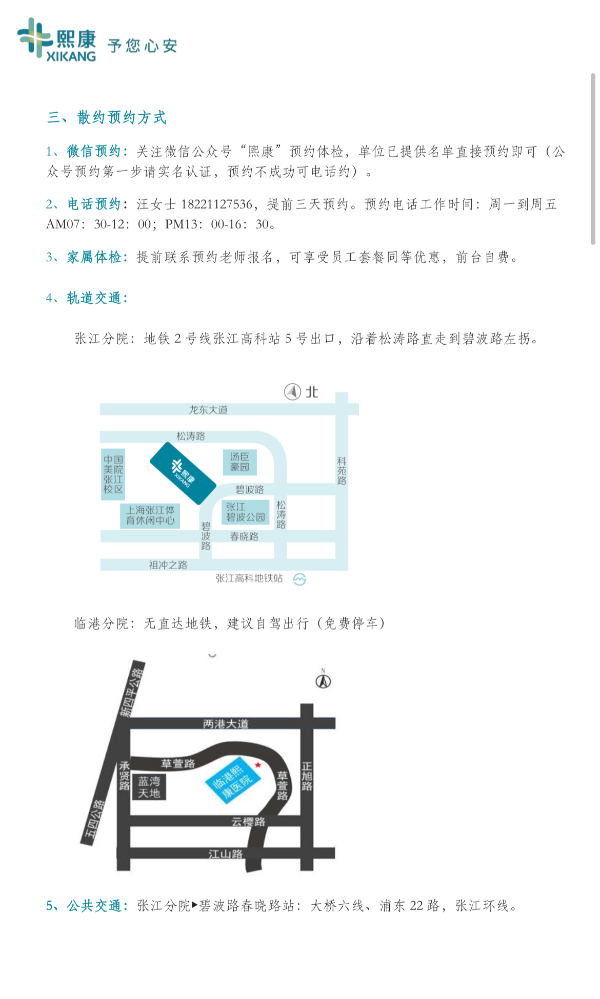 熙康
XIKANG
予您心安
三、散约预约方式
1、微信预约：关注微信公众号“熙康”预约体检，单位已提供名单直接预约即可（公
众号预约第一步请实名认证，预约不成功可电话约）。
2、电话预约：汪女士 18221127536，提前三天预约。预约电话工作时间：周一到周五
AM07：30-12：00；PM13：00-16：30。
3、家属体检：提前联系预约老师报名，可享受员工套餐同等优惠，前台自费。
4、轨道交通：
张江分院：地铁 2 号线张江高科站 5 号出口，沿着松涛路直走到碧波路左拐。
北
龙东大道
松涛路
中国
美院
张江
校区
熙康
XIKANG
汤臣
豪园
科苑路
碧波路
上海张江体
育休闲中心
张江
碧波公园
松涛路
碧波路
春晓路
祖冲之路
张江高科地铁站
临港分院：无直达地铁，建议自驾出行（免费停车）
N
新四平公路
两港大道
草萱路
承贤路
蓝湾
天地
临港熙
康医院
草萱路
正旭路
五四公路
云樱路
江山路
5、公共交通：张江分院▶碧波路春晓路站：大桥六线、浦东 22 路，张江环线。